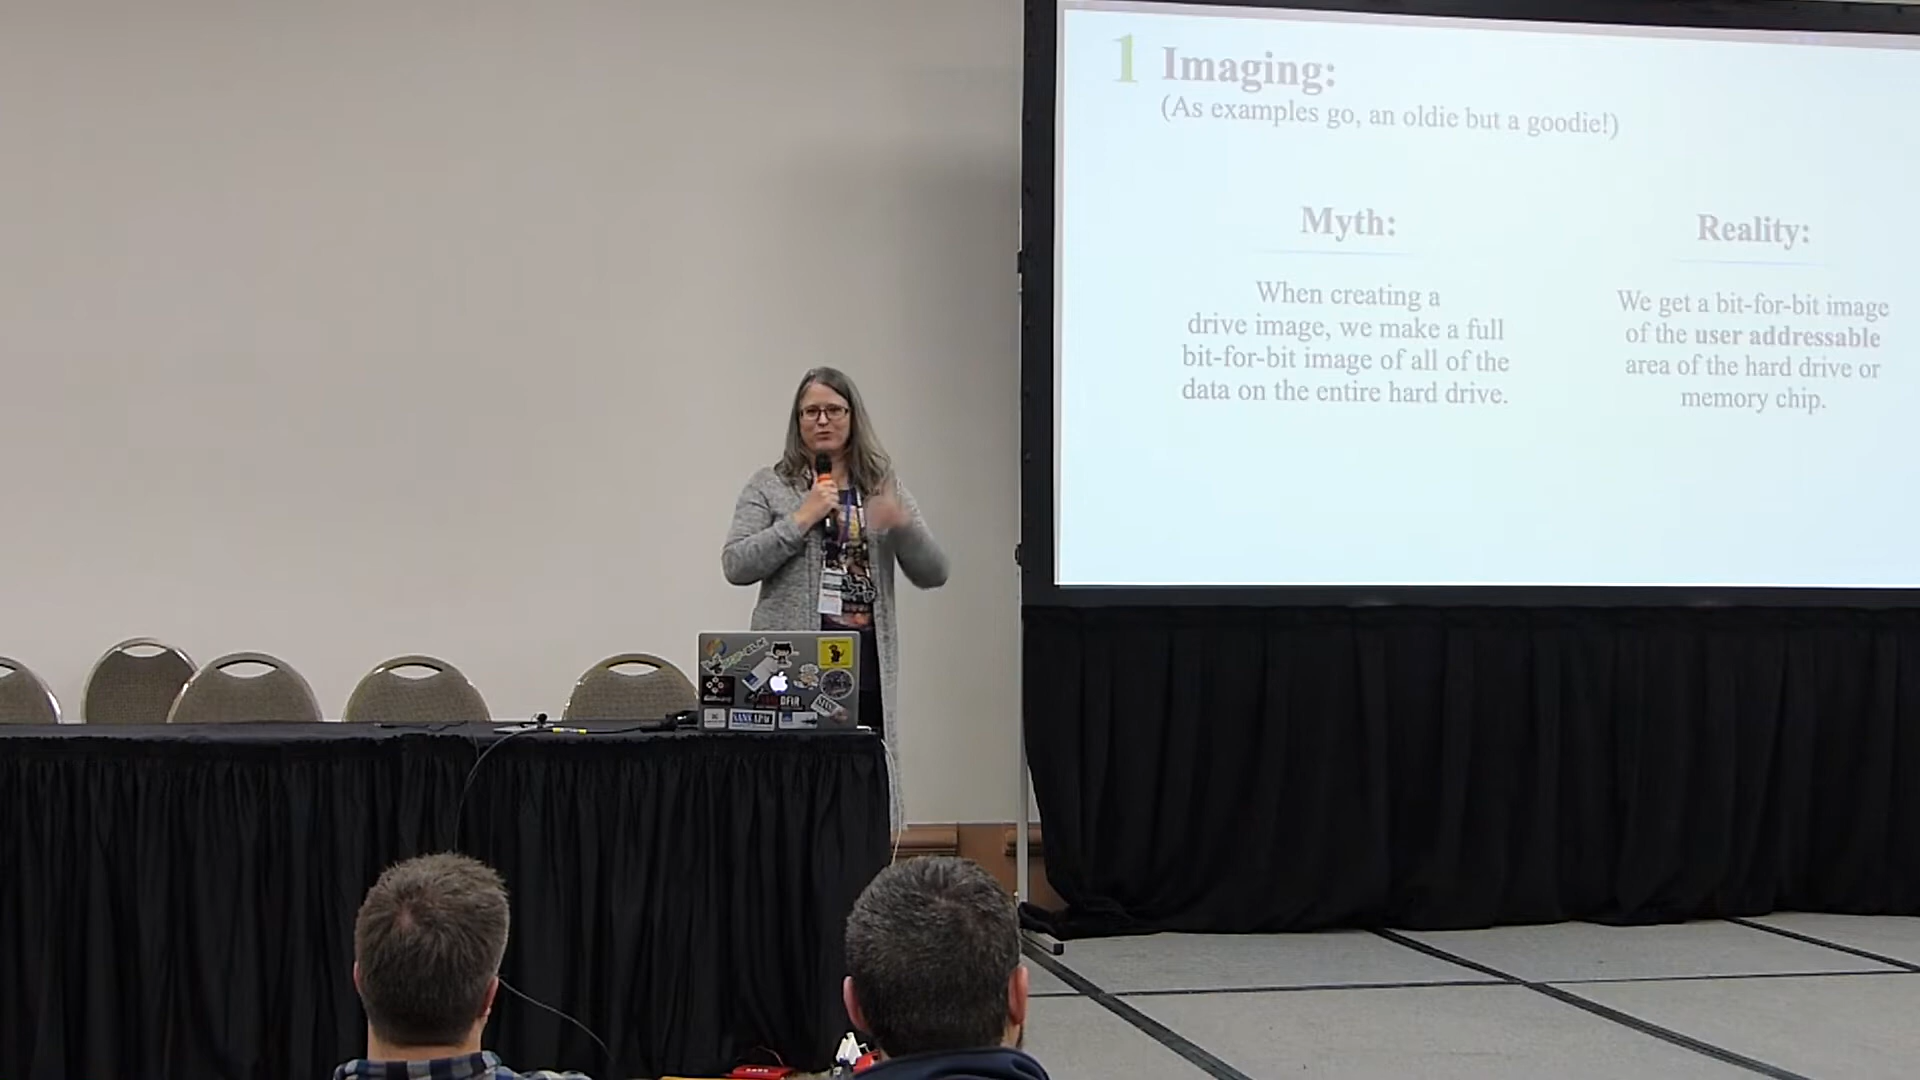 1 Imaging:
(As examples go, an oldie but a goodie!)
Myth:
When creating a
drive image, we make a full
bit-for-bit image of all of the
data on the entire hard drive.
Reality:
We get a bit-for-bit image
of the user addressable
area of the hard drive or
memory chip.
DFIR